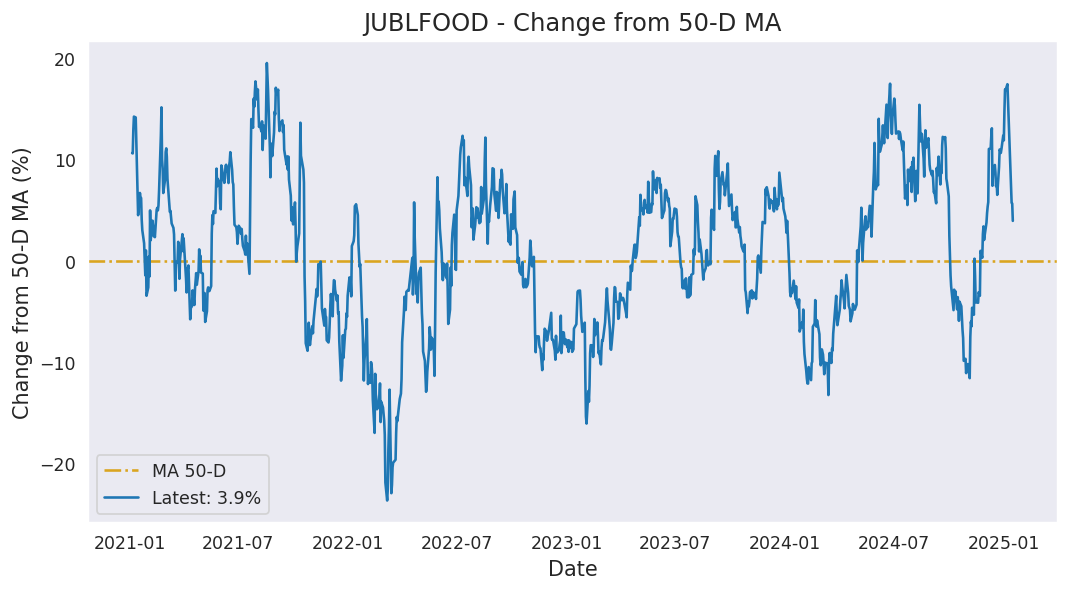 JUBLFOOD - Change from 50-D MA
Change from 50-D MA (%)
20
10
0
−10
−20
MA 50-D
Latest: 3.9%
2021-01 2021-07 2022-01 2022-07 2023-01 2023-07 2024-01 2024-07 2025-01
Date